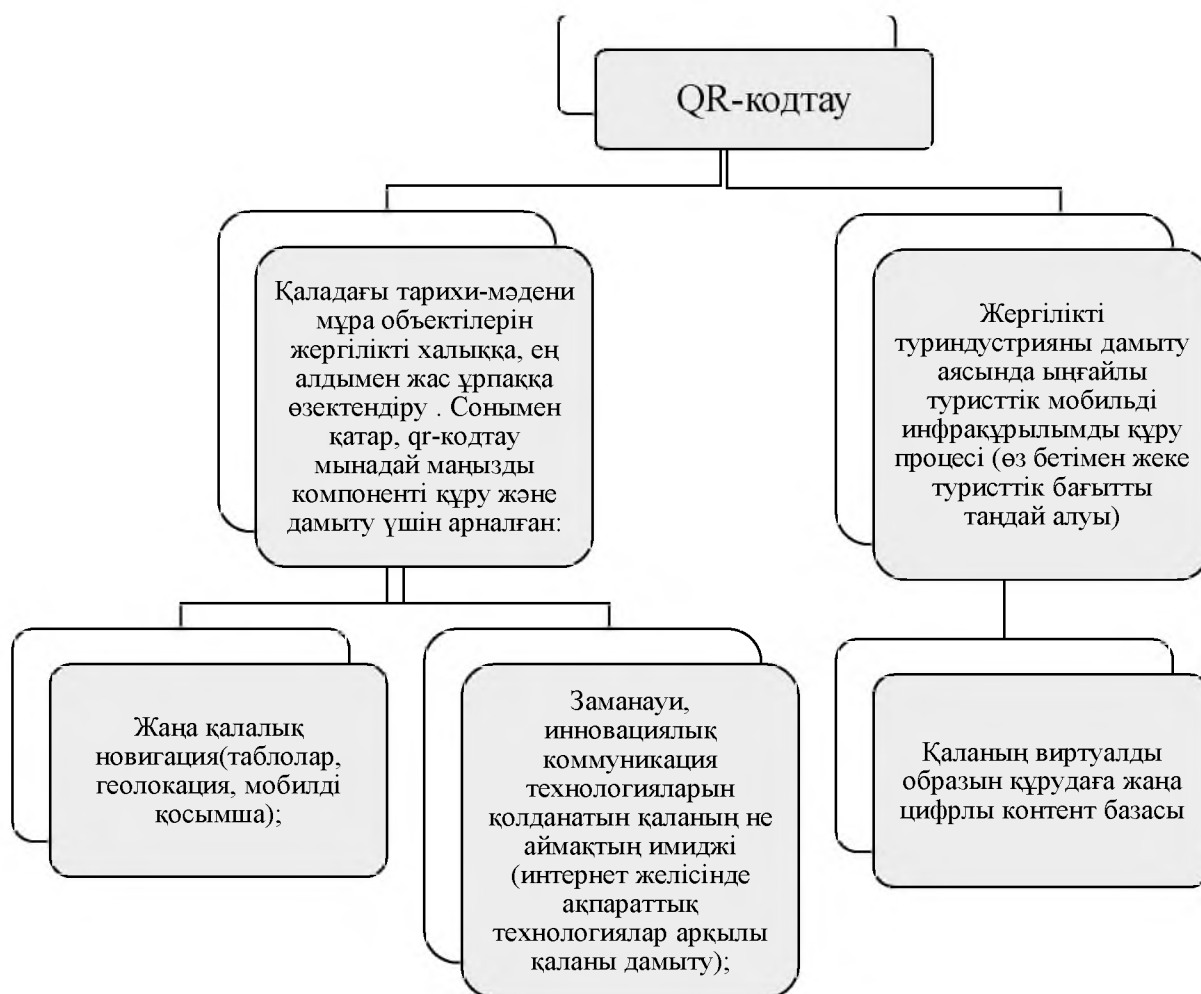 QR-кодтау
Қаладағы тарихи-мәдени
мұра объектілерін
жергілікті халыққа, ең
алдымен жас ұрпаққа
өзектендіру . Сонымен
қатар, qr-кодтау
мынадай маңызды
компоненті құру және
дамыту үшін арналған:
Жергілікті
туриндустрияны дамыту
аясында ыңғайлы
туристтік мобильді
инфрақұрылымды құру
процесі (өз бетімен жеке
туристтік бағытты
таңдай алуы)
Жаңа қалалық
новигация(таблолар,
геолокация, мобилді
қосымша);
Заманауи,
инновациялық
коммуникация
технологияларын
қолданатын қаланың не
аймақтың имиджі
(интернет желісінде
ақпараттық
технологиялар арқылы
қаланы дамыту);
Қаланың виртуалды
образын құрудаға жаңа
цифрлы контент базасы